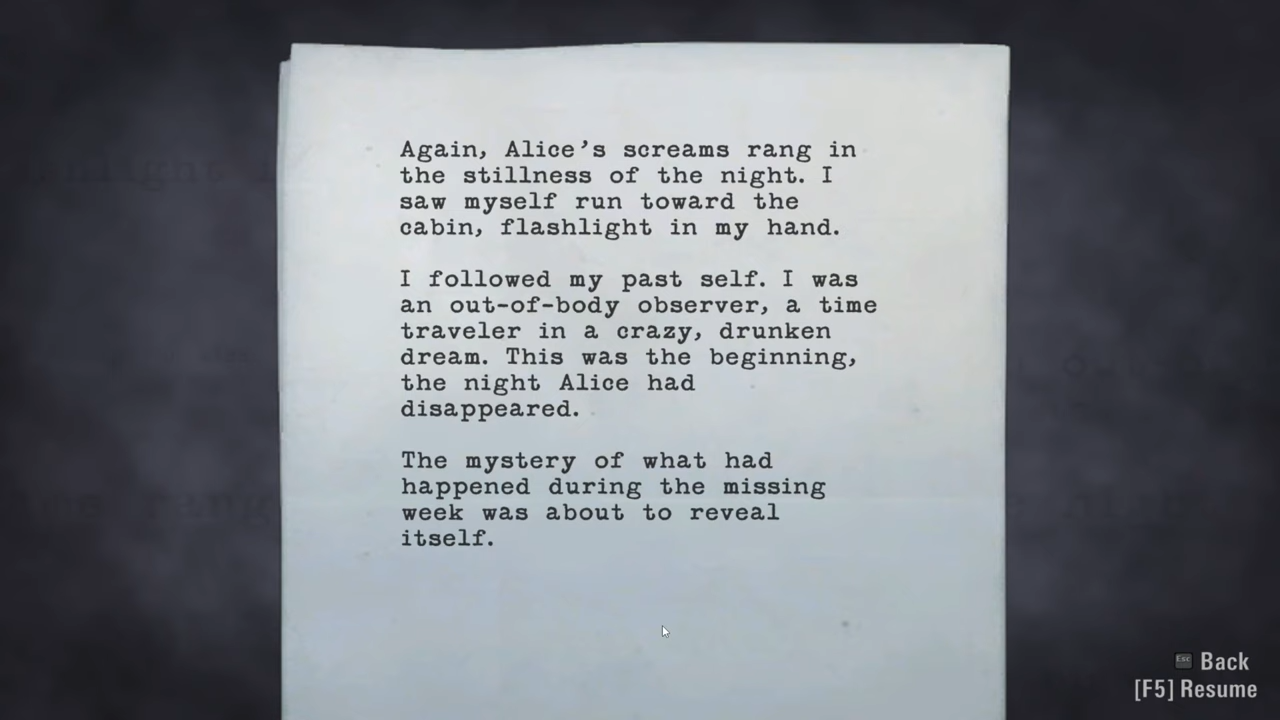 Again, Alice's screams rang in
the stillness of the night. I
saw myself run toward the
cabin, flashlight in my hand.
I followed my past self. I was
an out-of-body observer, a time
traveler in a crazy, drunken
dream. This was the beginning,
the night Alice had
disappeared.
The mystery of what had
happened during the missing
week was about to reveal
itself.
Esc Back
[F5] Resume